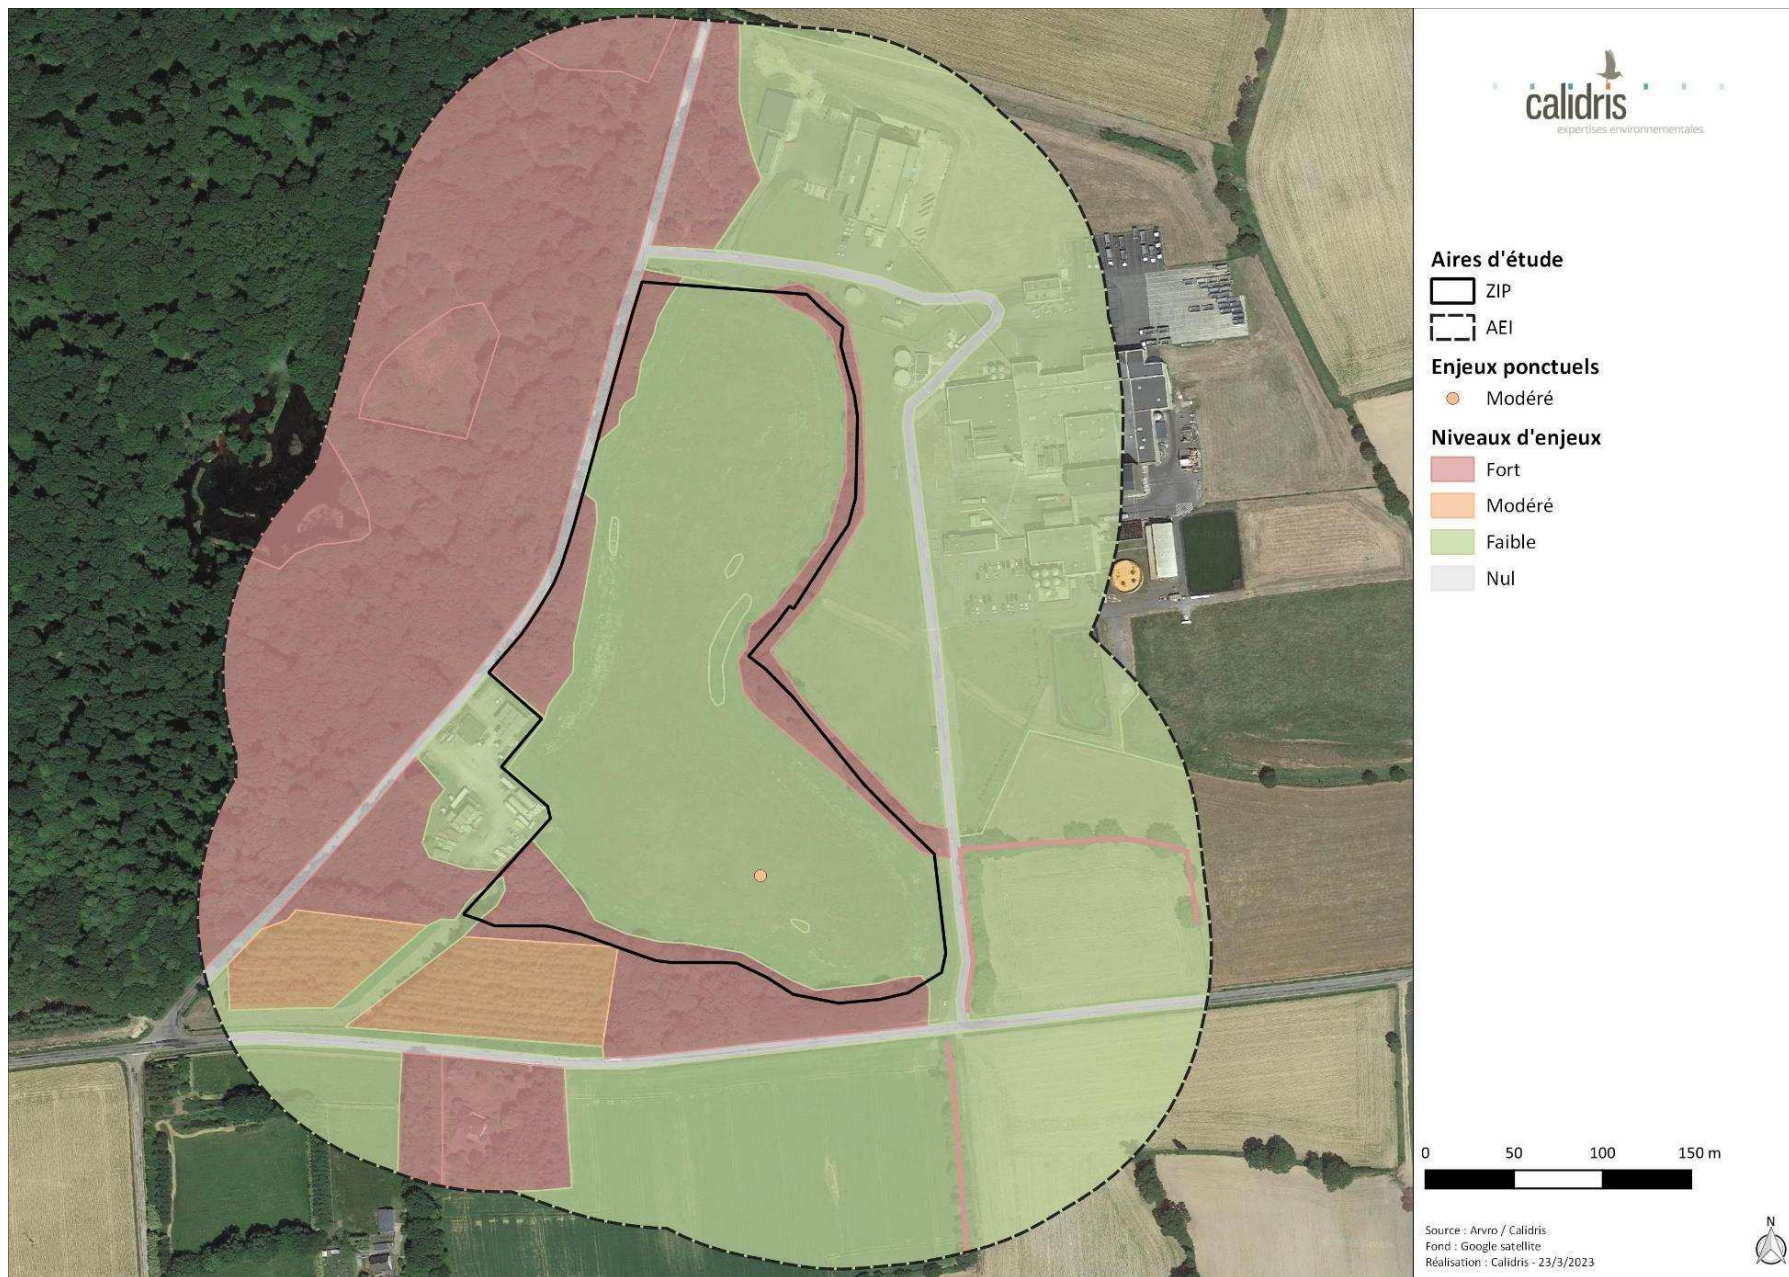 calidris
expertises environnementales
Aires d'étude
ZIP
AEI
Enjeux ponctuels
Modéré
Niveaux d'enjeux
Fort
Modéré
Faible
Nul
0 50 100 150 m
Source : Arvro / Calidris
Fond : Google satellite
Réalisation : Calidris - 23/3/2023
N